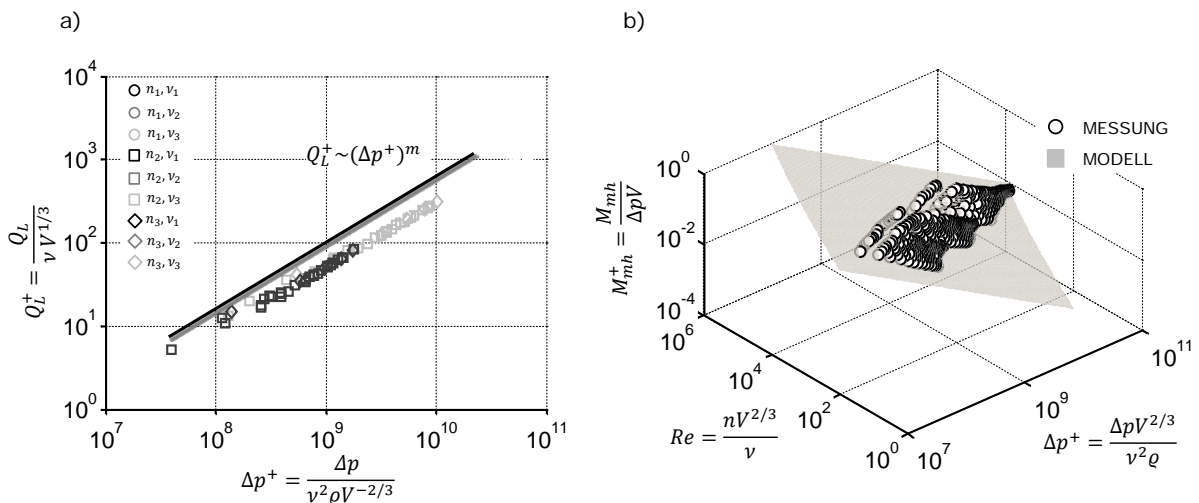 a)
10^4
10^3
10^2
10^1
10^0
Q_L^+ = Q_L / (ν V^{1/3})
n_1, ν_1
n_1, ν_2
n_1, ν_3
n_2, ν_1
n_2, ν_2
n_2, ν_3
n_3, ν_1
n_3, ν_2
n_3, ν_3
Q_L^+ ~ (Δp^+)^m
10^7 10^8 10^9 10^10 10^11
Δp^+ = Δp / (ν^2 ρ V^{-2/3})
b)
MESSUNG
MODELL
10^0
10^-2
10^-4
M_mh^+ = M_mh / (ΔpV)
10^6
10^4
10^2
10^0
Re = nV^{2/3} / ν
10^7
10^9
10^11
Δp^+ = ΔpV^{2/3} / (ν^2 ϱ)